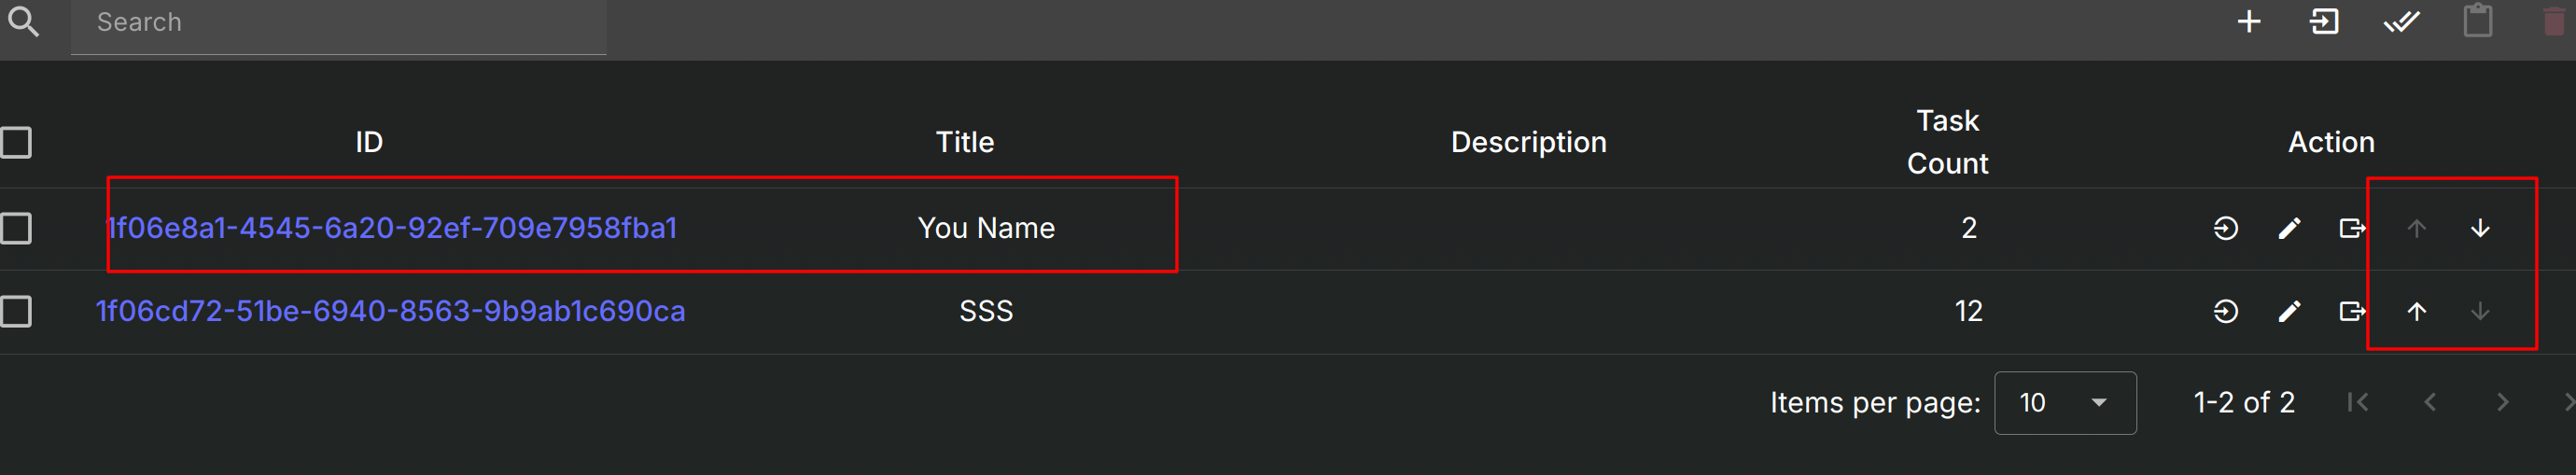 Search
ID Title Description Task Count Action
1f06e8a1-4545-6a20-92ef-709e7958fba1 You Name 2
1f06cd72-51be-6940-8563-9b9ab1c690ca SSS 12
Items per page: 10 1-2 of 2